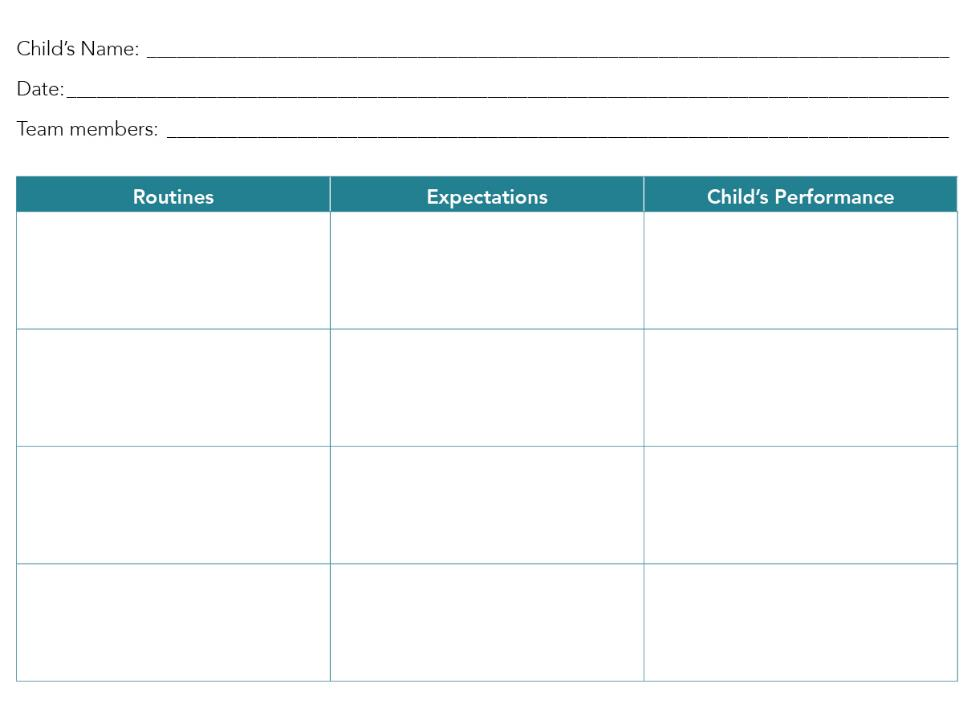 Child’s Name:
Date:
Team members:
Routines Expectations Child’s Performance